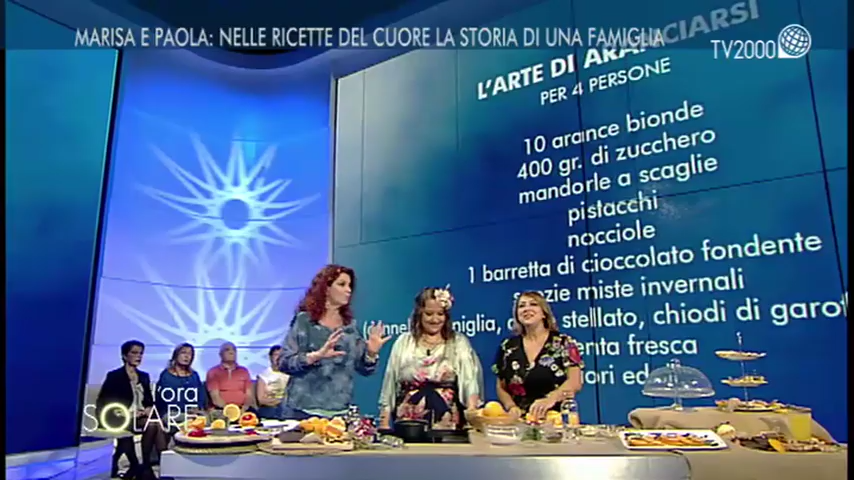 MARISA E PAOLA: NELLE RICETTE DEL CUORE LA STORIA DI UNA FAMIGLIA
TV2000
L'ARTE DI ARANCIARSI
PER 4 PERSONE
10 arance bionde
400 gr. di zucchero
mandorle a scaglie
pistacchi
nocciole
1 barretta di cioccolato fondente
spezie miste invernali
stellato, chiodi di garof
fresca
l'ora
SOLARE